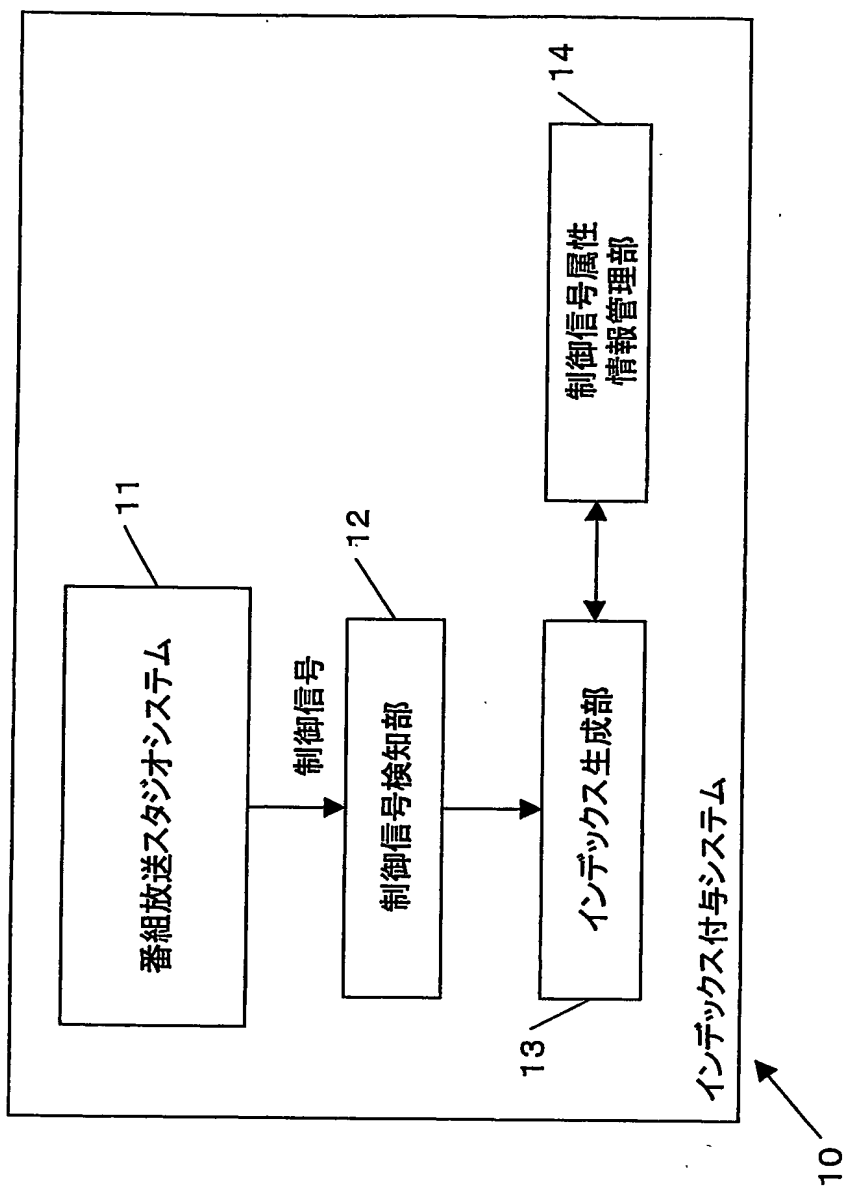 番組放送スタジオシステム
11
制御信号
制御信号検知部
12
インデックス生成部
13
制御信号属性
情報管理部
14
インデックス付与システム
10